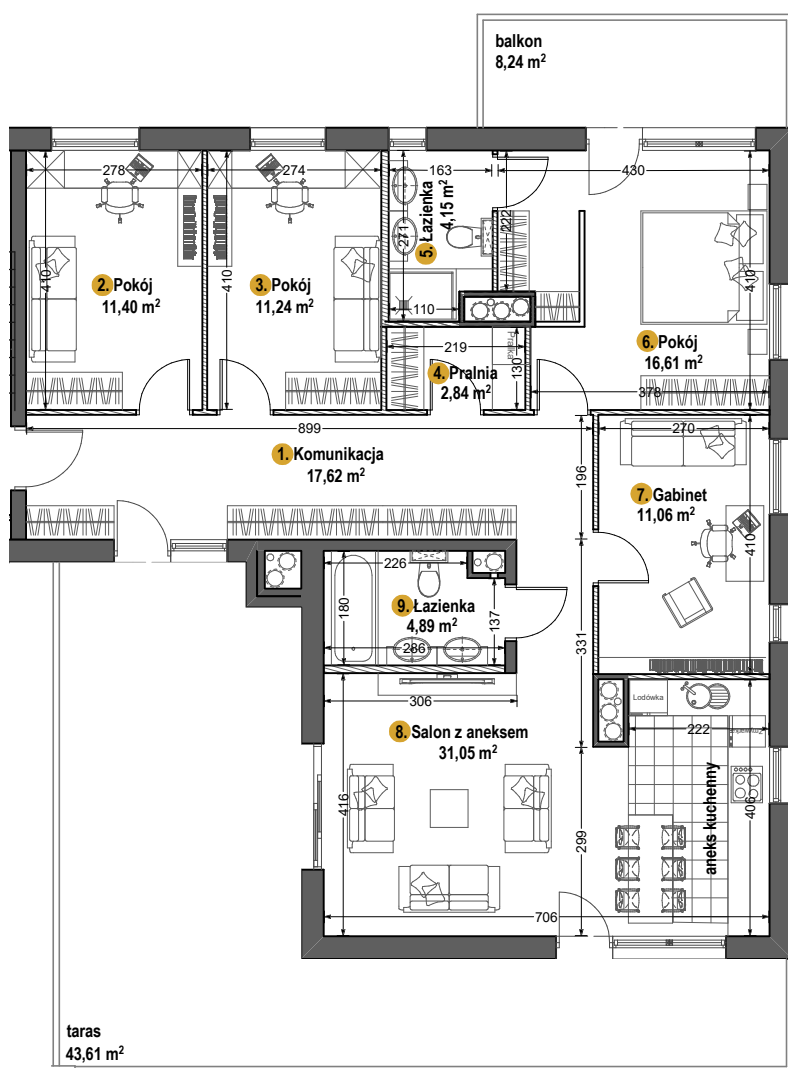 balkon
8,24 m²
278
274
163
430
5. Łazienka
4,15 m²
271
222
410
2. Pokój
11,40 m²
410
3. Pokój
11,24 m²
410
110
6. Pokój
16,61 m²
219
Pralka
130
4. Pralnia
2,84 m²
378
899
270
1. Komunikacja
17,62 m²
196
7. Gabinet
11,06 m²
410
226
180
9. Łazienka
4,89 m²
137
286
331
306
Lodówka
222
Zmywarka
8. Salon z aneksem
31,05 m²
416
299
406
aneks kuchenny
706
taras
43,61 m²